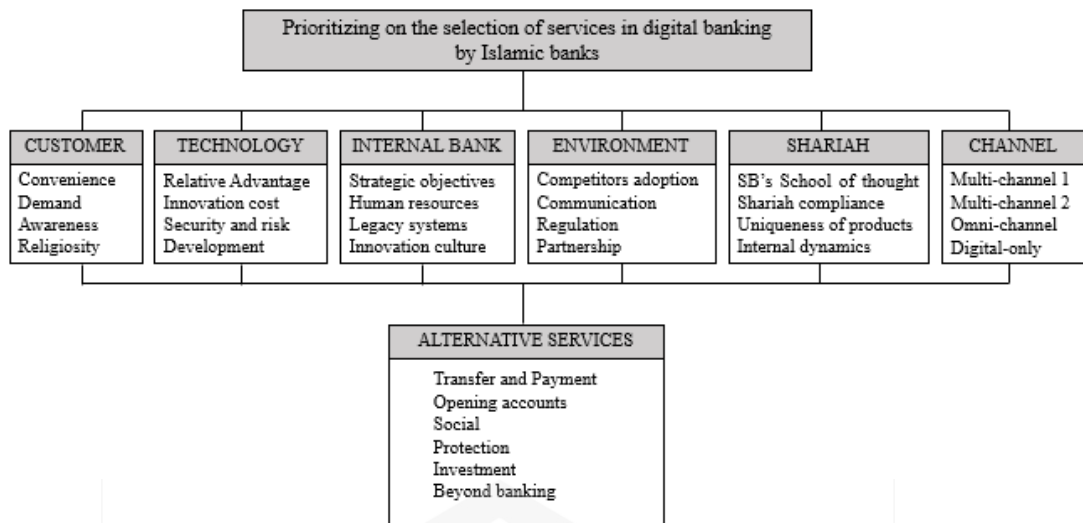 Prioritizing on the selection of services in digital banking
by Islamic banks
CUSTOMER
Convenience
Demand
Awareness
Religiosity
TECHNOLOGY
Relative Advantage
Innovation cost
Security and risk
Development
INTERNAL BANK
Strategic objectives
Human resources
Legacy systems
Innovation culture
ENVIRONMENT
Competitors adoption
Communication
Regulation
Partnership
SHARIAH
SB's School of thought
Shariah compliance
Uniqueness of products
Internal dynamics
CHANNEL
Multi-channel 1
Multi-channel 2
Omni-channel
Digital-only
ALTERNATIVE SERVICES
Transfer and Payment
Opening accounts
Social
Protection
Investment
Beyond banking